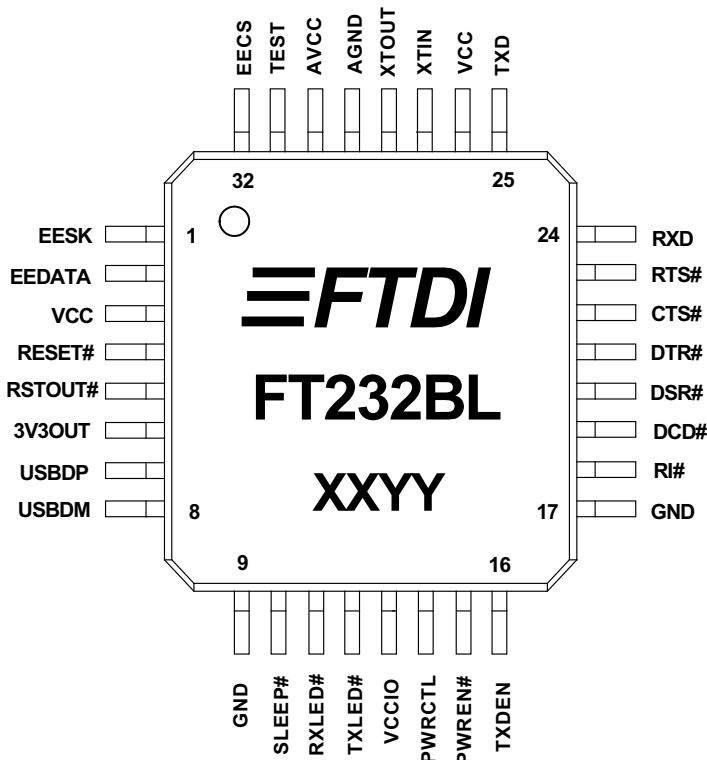 EECS
TEST
AVCC
AGND
XTOUT
XTIN
VCC
TXD
32
25
EESK
1
24
RXD
EEDATA
RTS#
VCC
CTS#
RESET#
DTR#
RSTOUT#
DSR#
3V3OUT
DCD#
USBDP
RI#
USBDM
8
17
GND
FTDI
FT232BL
XXYY
9
16
GND
SLEEP#
RXLED#
TXLED#
VCCIO
PWRCTL
PWREN#
TXDEN